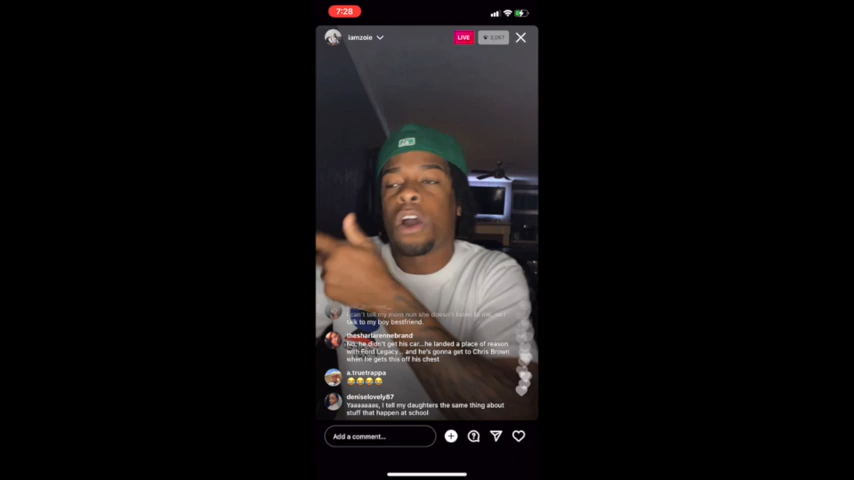 7:28
iamzoie
LIVE
can't tell my mom nun she doesn't listen to me, so I
talk to my boy bestfriend.
thesharlarennebrand
No, he didn't get his car...he landed a place of reason
with Ford Legacy... and he's gonna get to Chris Brown
when he gets this off his chest
a.truetrappa
😂😂😂😂
deniselovely87
Yaaaaaaas, I tell my daughters the same thing about
stuff that happen at school
Add a comment...